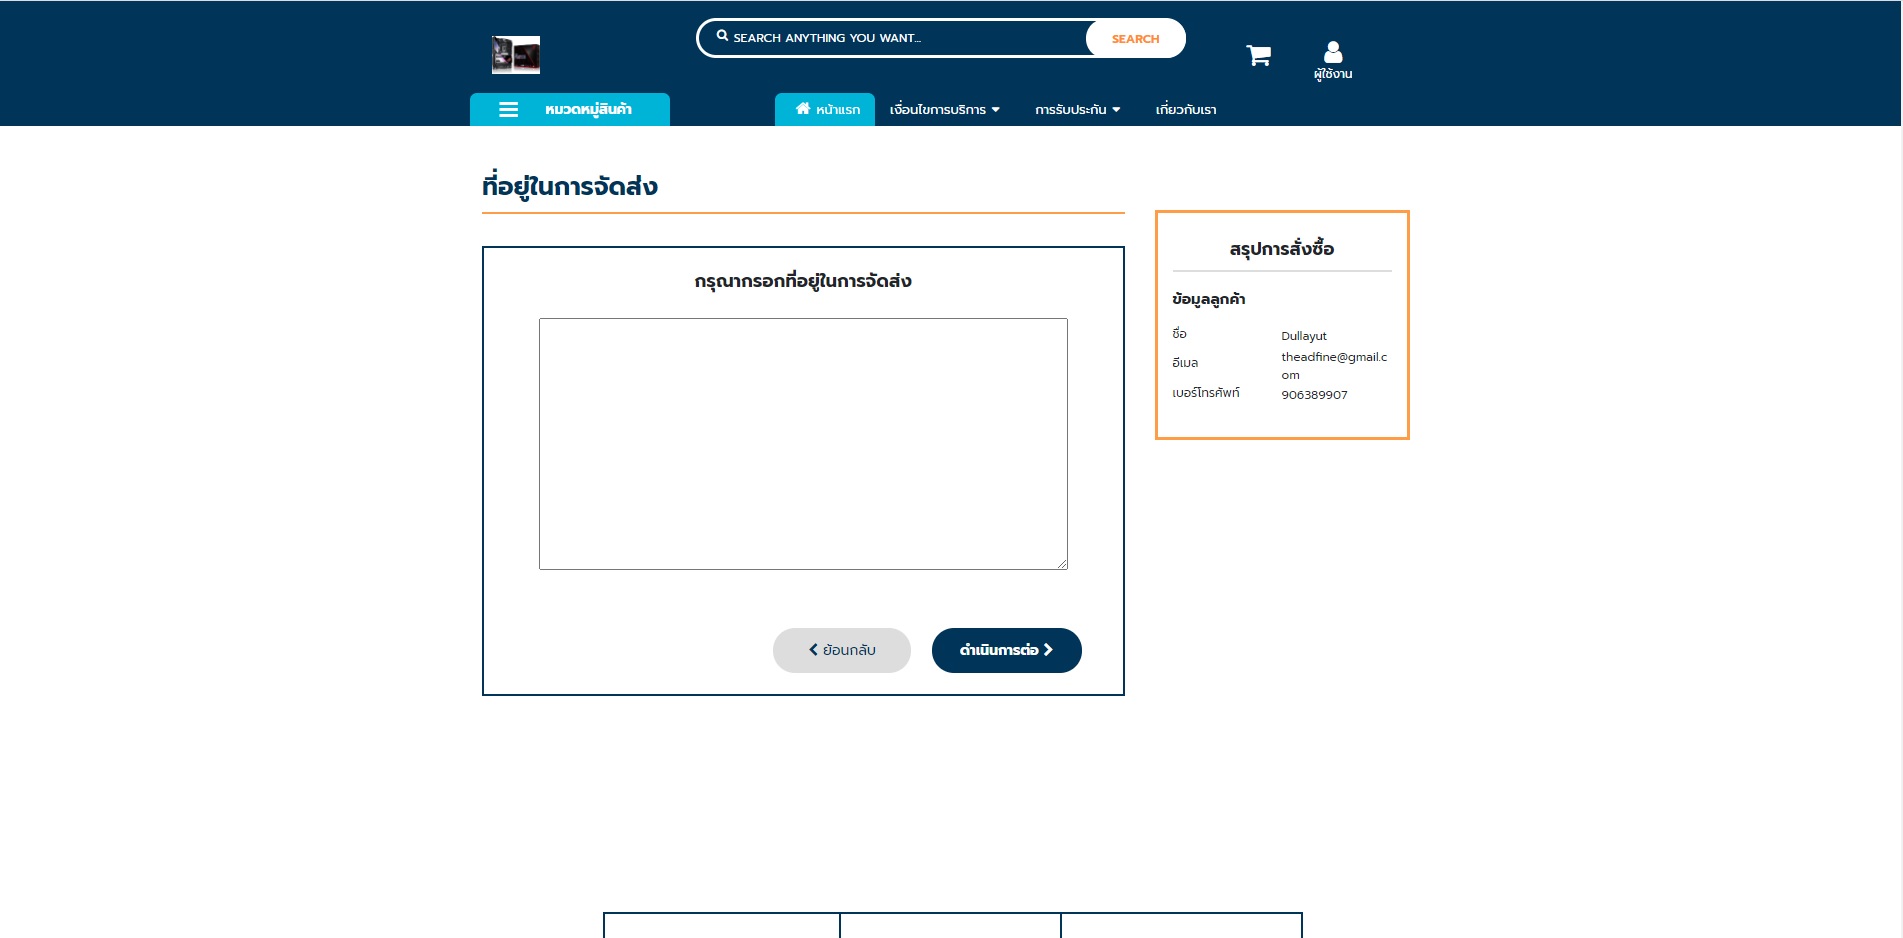 SEARCH ANYTHING YOU WANT...
SEARCH
ผู้ใช้งาน
หมวดหมู่สินค้า
หน้าแรก
เงื่อนไขการบริการ
การรับประกัน
เกี่ยวกับเรา
ที่อยู่ในการจัดส่ง
กรุณากรอกที่อยู่ในการจัดส่ง
ย้อนกลับ
ดำเนินการต่อ
สรุปการสั่งซื้อ
ข้อมูลลูกค้า
ชื่อ Dullayut
อีเมล theadfine@gmail.c
om
เบอร์โทรศัพท์ 906389907